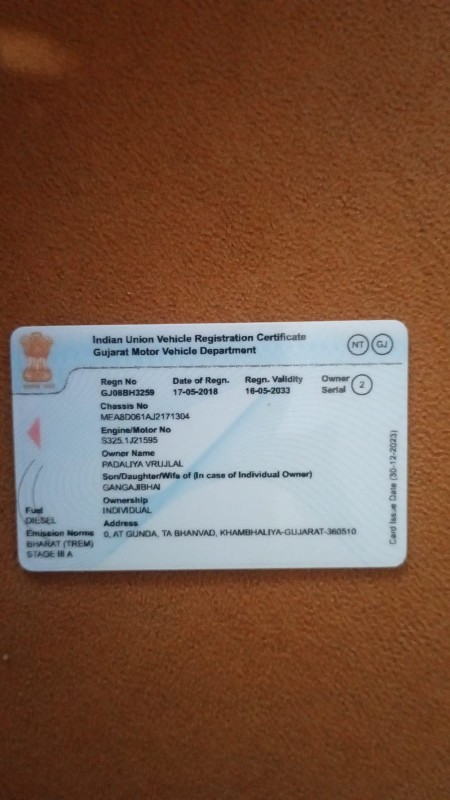 Indian Union Vehicle Registration Certificate
Gujarat Motor Vehicle Department
NT GJ
Regn No Date of Regn. Regn. Validity Owner Serial 2
GJ08BH3259 17-05-2018 16-05-2033
Chassis No
MEA8D061AJ2171304
Engine/Motor No
S325.1J21595
Owner Name
PADALIYA VRUJLAL
Son/Daughter/Wife of (In case of Individual Owner)
GANGAJIBHAI
Ownership
INDIVIDUAL
Address
0, AT GUNDA, TA BHANVAD, KHAMBHALIYA-GUJARAT-360510
Fuel
DIESEL
Emission Norms
BHARAT (TREM)
STAGE III A
Card Issue Date (30-12-2023)